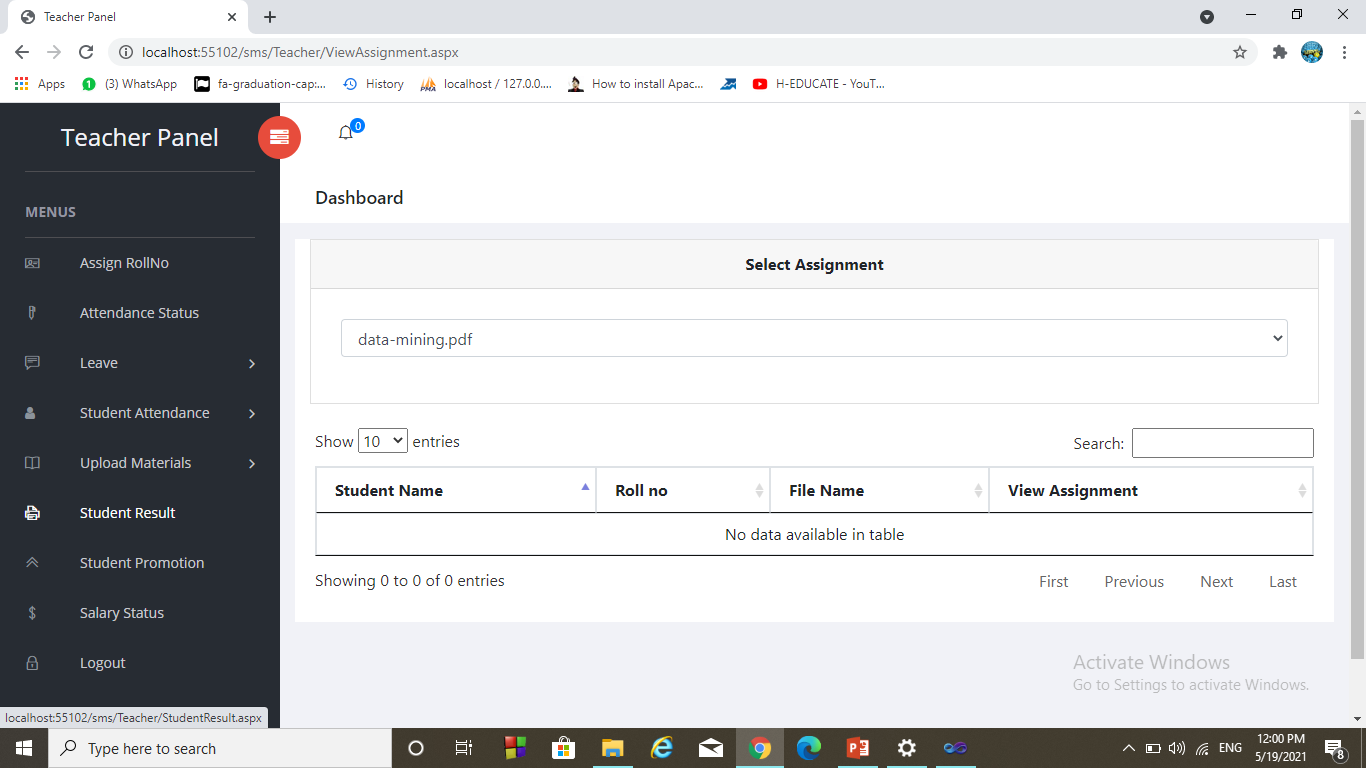 Teacher Panel
localhost:55102/sms/Teacher/ViewAssignment.aspx
Apps
1
(3) WhatsApp
fa-graduation-cap:...
History
PMA
localhost / 127.0.0....
How to install Apac...
H-EDUCATE - YouT...
Teacher Panel
0
Dashboard
MENUS
Assign RollNo
Attendance Status
Leave
Student Attendance
Upload Materials
Student Result
Student Promotion
Salary Status
Logout
Select Assignment
data-mining.pdf
Show 10 entries
Search:
Student Name Roll no File Name View Assignment
No data available in table
Showing 0 to 0 of 0 entries
First Previous Next Last
Activate Windows
Go to Settings to activate Windows.
localhost:55102/sms/Teacher/StudentResult.aspx
Type here to search
ENG
12:00 PM
5/19/2021
8